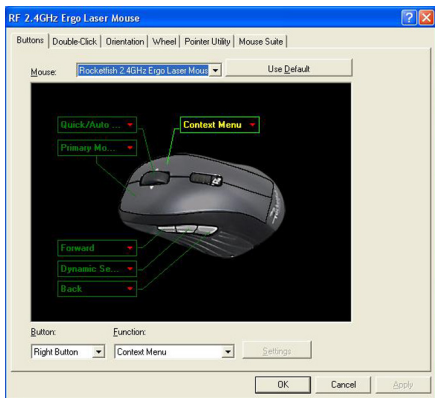 RF 2.4GHz Ergo Laser Mouse
Buttons Double-Click Orientation Wheel Pointer Utility Mouse Suite
Mouse: Rocketfish 2.4GHz Ergo Laser Mous Use Default
Quick/Auto ... Context Menu
Primary Mo...
Forward
Dynamic Se...
Back
Button: Function:
Right Button Context Menu Settings
OK Cancel Apply